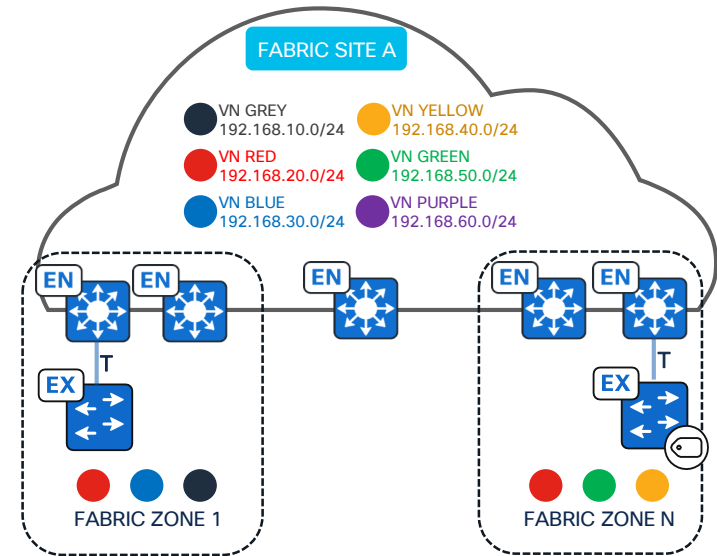 FABRIC SITE A
VN GREY
192.168.10.0/24
VN YELLOW
192.168.40.0/24
VN RED
192.168.20.0/24
VN GREEN
192.168.50.0/24
VN BLUE
192.168.30.0/24
VN PURPLE
192.168.60.0/24
EN
EN
EN
EN
EN
T
T
EX
EX
FABRIC ZONE 1
FABRIC ZONE N